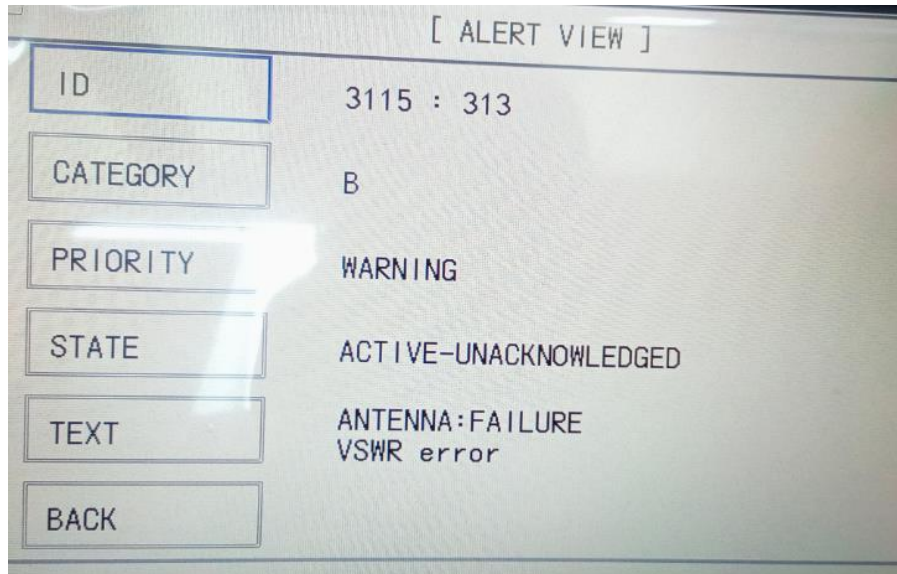 [ ALERT VIEW ]
ID 3115 : 313
CATEGORY B
PRIORITY WARNING
STATE ACTIVE-UNACKNOWLEDGED
TEXT ANTENNA:FAILURE
VSWR error
BACK